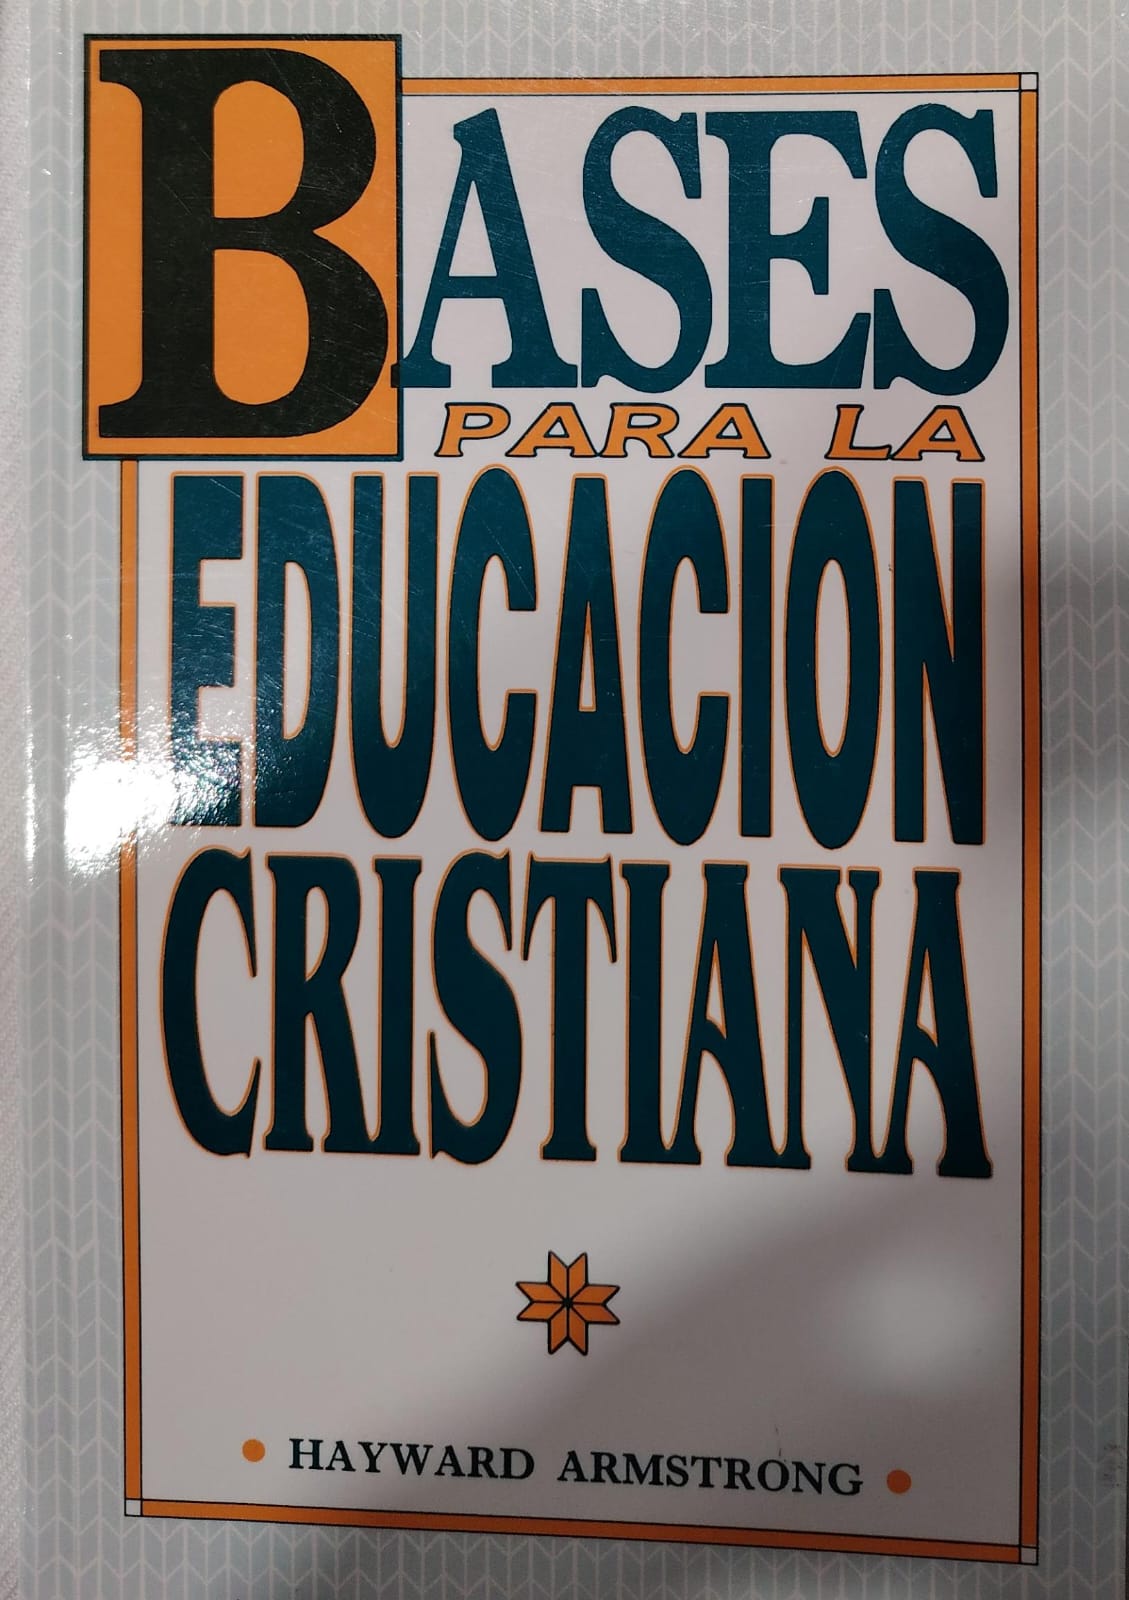 BASES
PARA LA
EDUCACION
CRISTIANA
• HAYWARD ARMSTRONG •